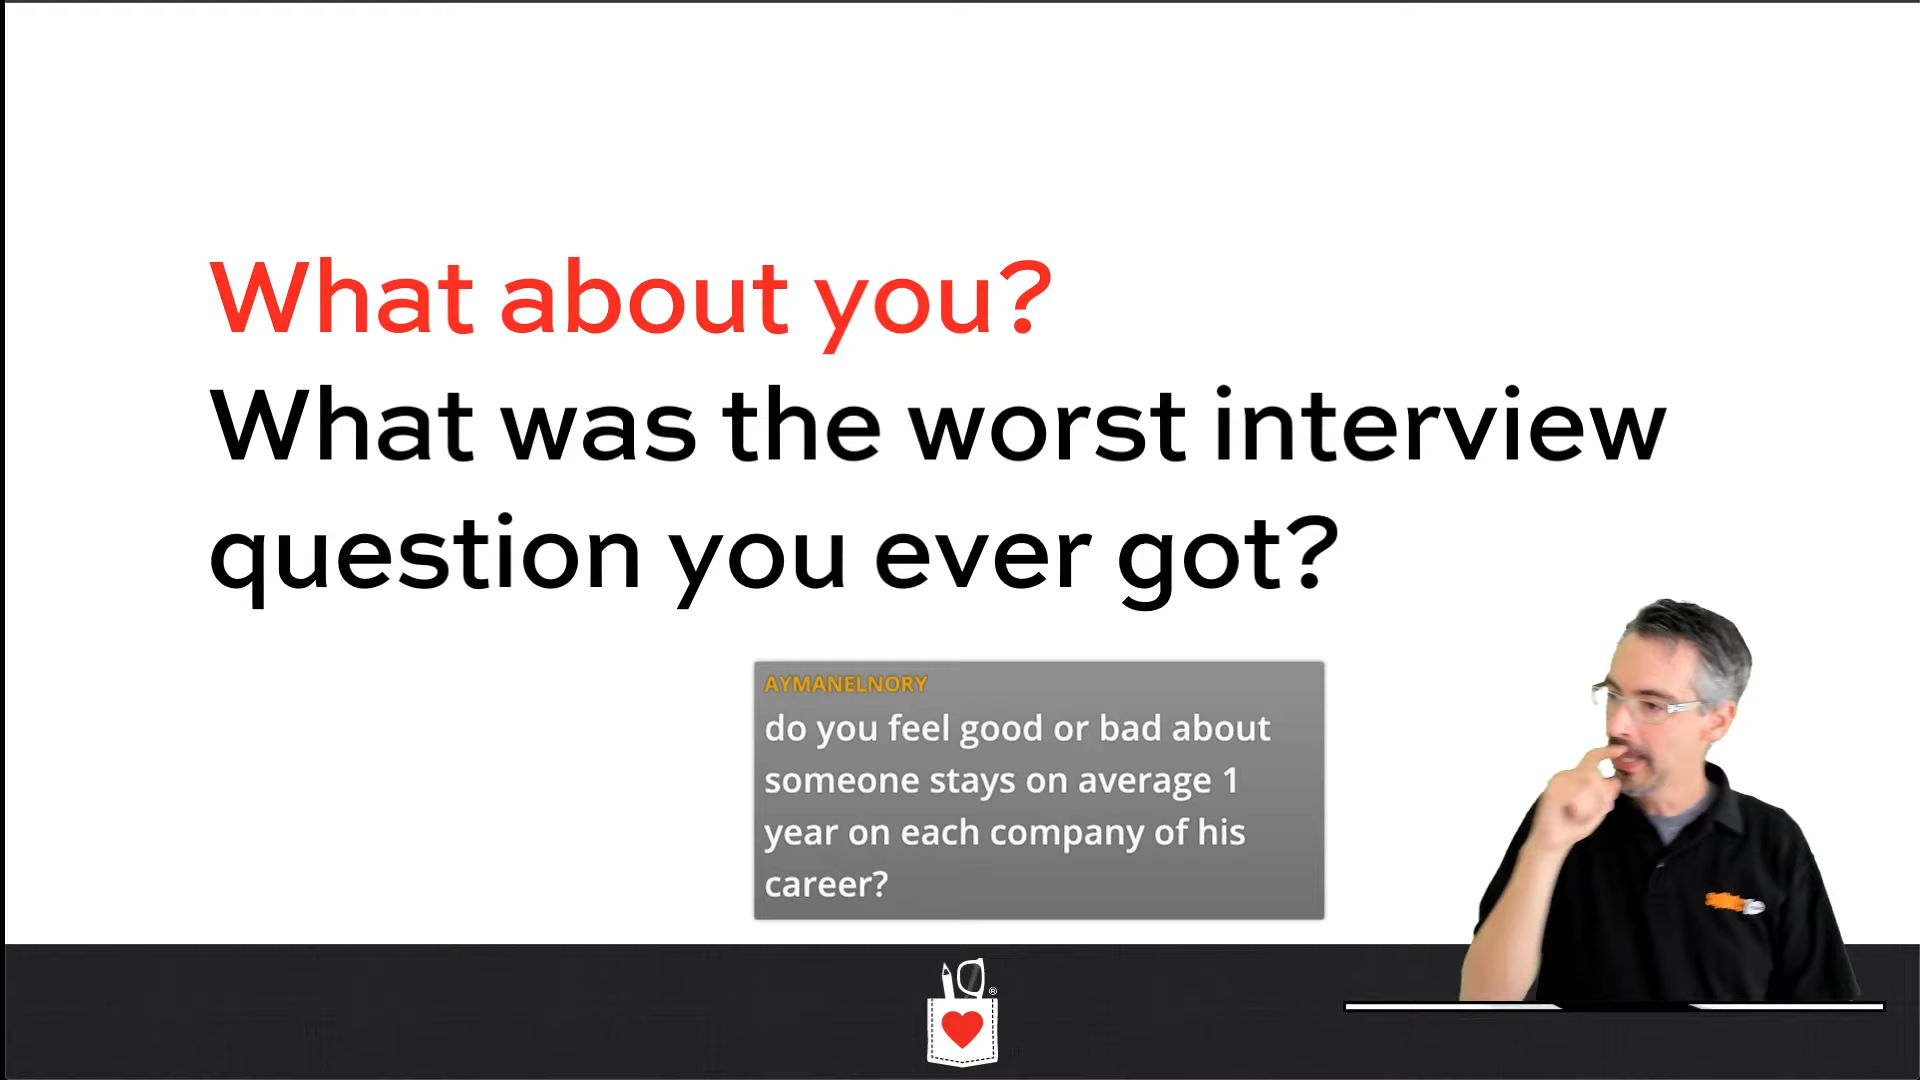 What about you?
What was the worst interview
question you ever got?
AYMANELNORY
do you feel good or bad about
someone stays on average 1
year on each company of his
career?
®